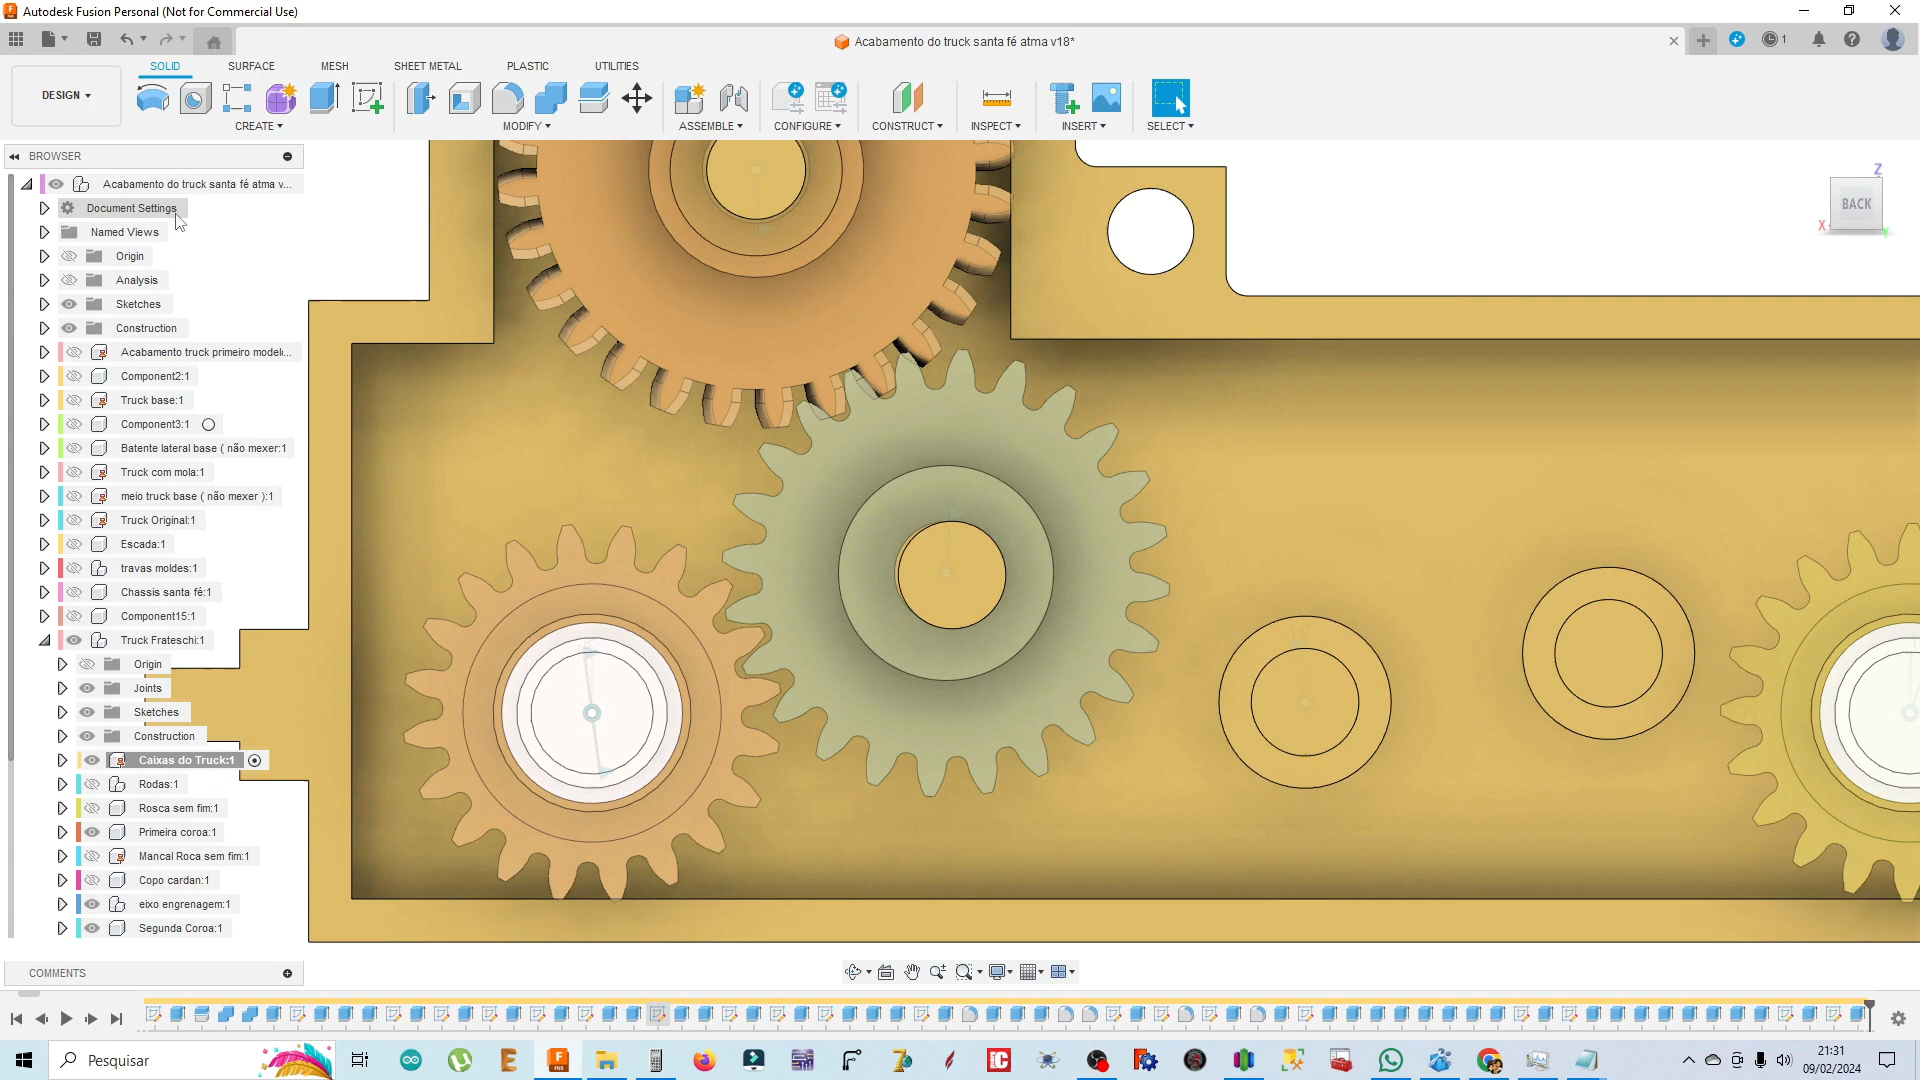 Autodesk Fusion Personal (Not for Commercial Use)
Acabamento do truck santa fé atma v18*
1
DESIGN
SOLID
SURFACE
MESH
SHEET METAL
PLASTIC
UTILITIES
CREATE
MODIFY
ASSEMBLE
CONFIGURE
CONSTRUCT
INSPECT
INSERT
SELECT
BROWSER
Acabamento do truck santa fé atma v...
Document Settings
Named Views
Origin
Analysis
Sketches
Construction
Acabamento truck primeiro modelo...
Component2:1
Truck base:1
Component3:1
Batente lateral base ( não mexer:1
Truck com mola:1
meio truck base ( não mexer ):1
Truck Original:1
Escada:1
travas moldes:1
Chassis santa fé:1
Component15:1
Truck Frateschi:1
Origin
Joints
Sketches
Construction
Caixas do Truck:1
Rodas:1
Rosca sem fim:1
Primeira coroa:1
Mancal Roca sem fim:1
Copo cardan:1
eixo engrenagem:1
Segunda Coroa:1
Z
BACK
X
COMMENTS
Pesquisar
21:31
09/02/2024